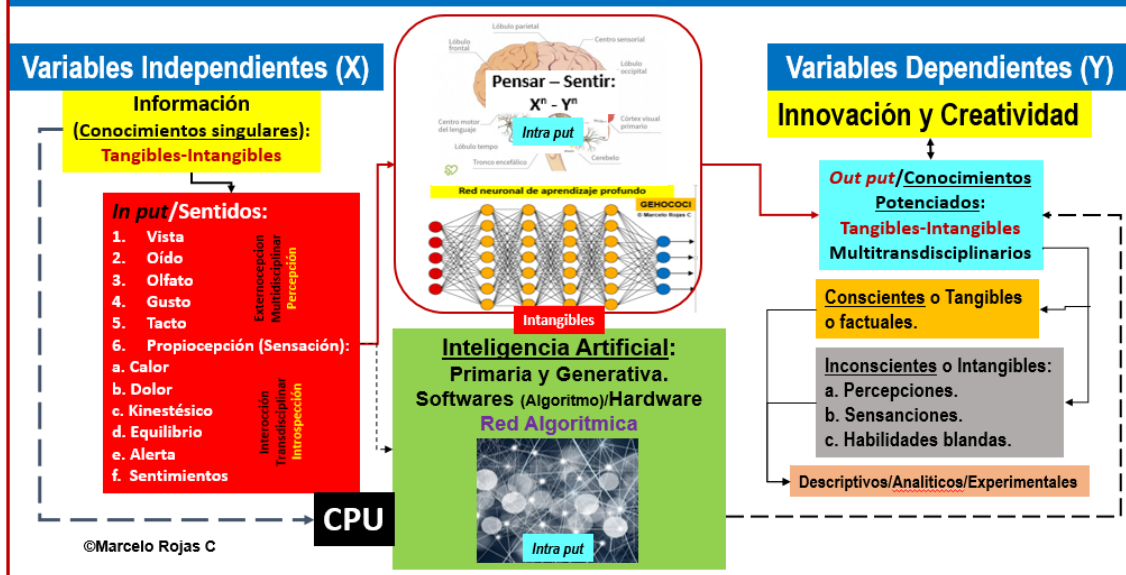 Variables Independientes (X)
Información
(Conocimientos singulares):
Tangibles-Intangibles
In put/Sentidos:
1. Vista
2. Oído
3. Olfato
4. Gusto
5. Tacto
6. Propiocepción (Sensación):
a. Calor
b. Dolor
c. Kinestésico
d. Equilibrio
e. Alerta
f. Sentimientos
Externocepcion
Multidisciplinar
Percepción
Interocción
Transdisciplinar
Introspección
©Marcelo Rojas C
CPU
Lóbulo parietal
Lóbulo
frontal
Centro sensorial
Lóbulo
occipital
Pensar – Sentir:
Xⁿ - Yⁿ
Intra put
Centro motor
del lenguaje
Córtex visual
primario
Lóbulo tempo
Tronco encefálico
Cerebelo
Red neuronal de aprendizaje profundo
GEHOCOCI
© Marcelo Rojas C
Intangibles
Inteligencia Artificial:
Primaria y Generativa.
Softwares (Algoritmo)/Hardware
Red Algoritmica
Intra put
Variables Dependientes (Y)
Innovación y Creatividad
Out put/Conocimientos
Potenciados:
Tangibles-Intangibles
Multitransdisciplinarios
Conscientes o Tangibles
o factuales.
Inconscientes o Intangibles:
a. Percepciones.
b. Sensanciones.
c. Habilidades blandas.
Descriptivos/Analiticos/Experimentales